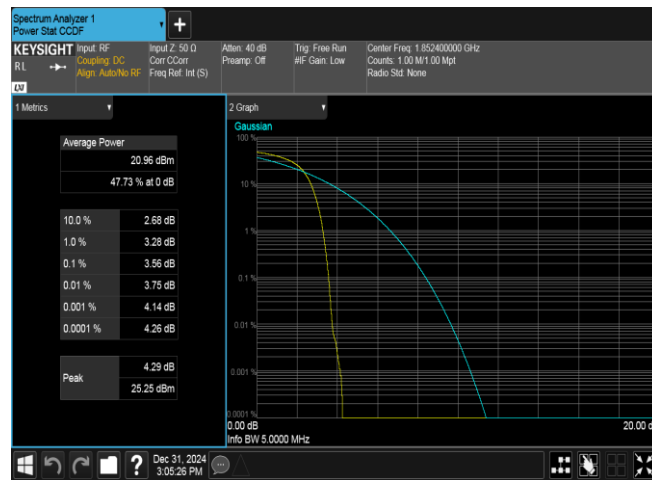 Spectrum Analyzer 1
Power Stat CCDF
+
KEYSIGHT
R L
LXI
Input: RF
Coupling: DC
Align: Auto/No RF
Input Z: 50 Ω
Corr CCorr
Freq Ref: Int (S)
Atten: 40 dB
Preamp: Off
Trig: Free Run
#IF Gain: Low
Center Freq: 1.852400000 GHz
Counts: 1.00 M/1.00 Mpt
Radio Std: None
1 Metrics
Average Power
20.96 dBm
47.73 % at 0 dB
10.0 % 2.68 dB
1.0 % 3.28 dB
0.1 % 3.56 dB
0.01 % 3.75 dB
0.001 % 4.14 dB
0.0001 % 4.26 dB
Peak
4.29 dB
25.25 dBm
2 Graph
Gaussian
100 %
10 %
1 %
0.1 %
0.01 %
0.001 %
0.0001 %
0.00 dB
20.00 d
Info BW 5.0000 MHz
?
Dec 31, 2024
3:05:26 PM